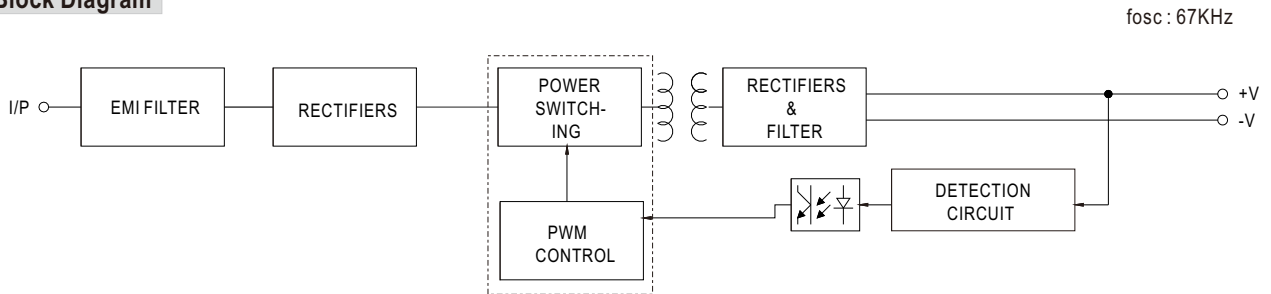 Block Diagram
fosc : 67KHz
I/P
EMI FILTER
RECTIFIERS
POWER
SWITCH-
ING
RECTIFIERS
&
FILTER
+V
-V
DETECTION
CIRCUIT
PWM
CONTROL